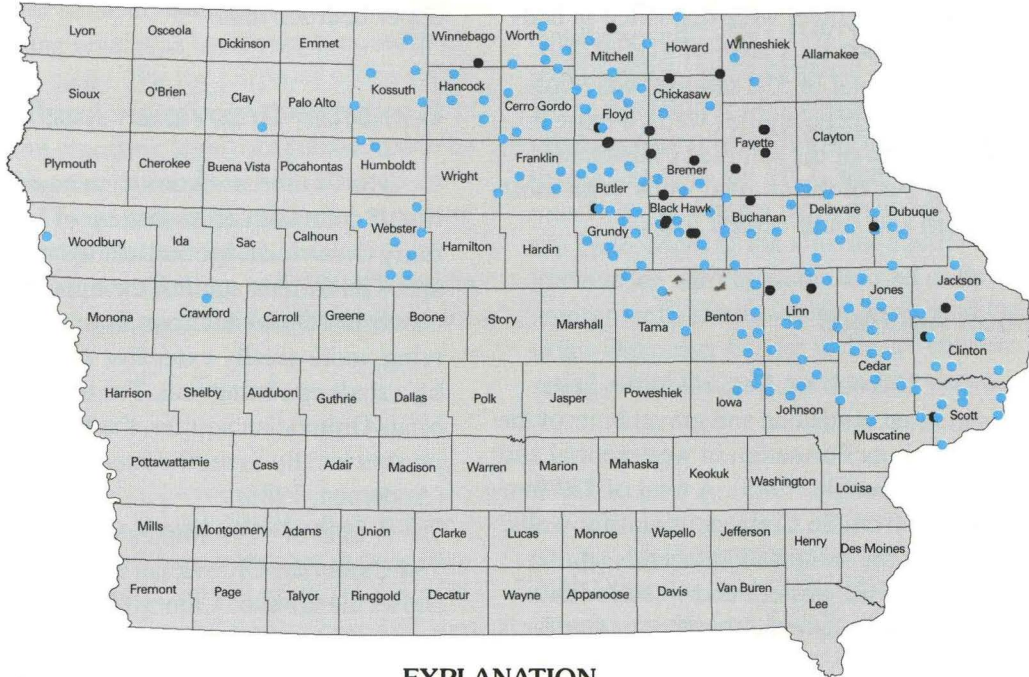 Lyon Osceola Dickinson Emmet Winnebago Worth Mitchell Howard Winneshiek Allamakee
Sioux O'Brien Clay Palo Alto Kossuth Hancock Cerro Gordo Floyd Chickasaw
Plymouth Cherokee Buena Vista Pocahontas Humboldt Wright Franklin Butler Bremer Fayette Clayton
Woodbury Ida Sac Calhoun Webster Hamilton Hardin Grundy Black Hawk Buchanan Delaware Dubuque
Monona Crawford Carroll Greene Boone Story Marshall Tama Benton Linn Jones Jackson
Clinton
Cedar
Harrison Shelby Audubon Guthrie Dallas Polk Jasper Poweshiek Iowa Johnson Scott
Muscatine
Pottawattamie Cass Adair Madison Warren Marion Mahaska Keokuk Washington Louisa
Mills Montgomery Adams Union Clarke Lucas Monroe Wapello Jefferson Henry Des Moines
Fremont Page Talyor Ringgold Decatur Wayne Appanoose Davis Van Buren Lee
EXPLANATION